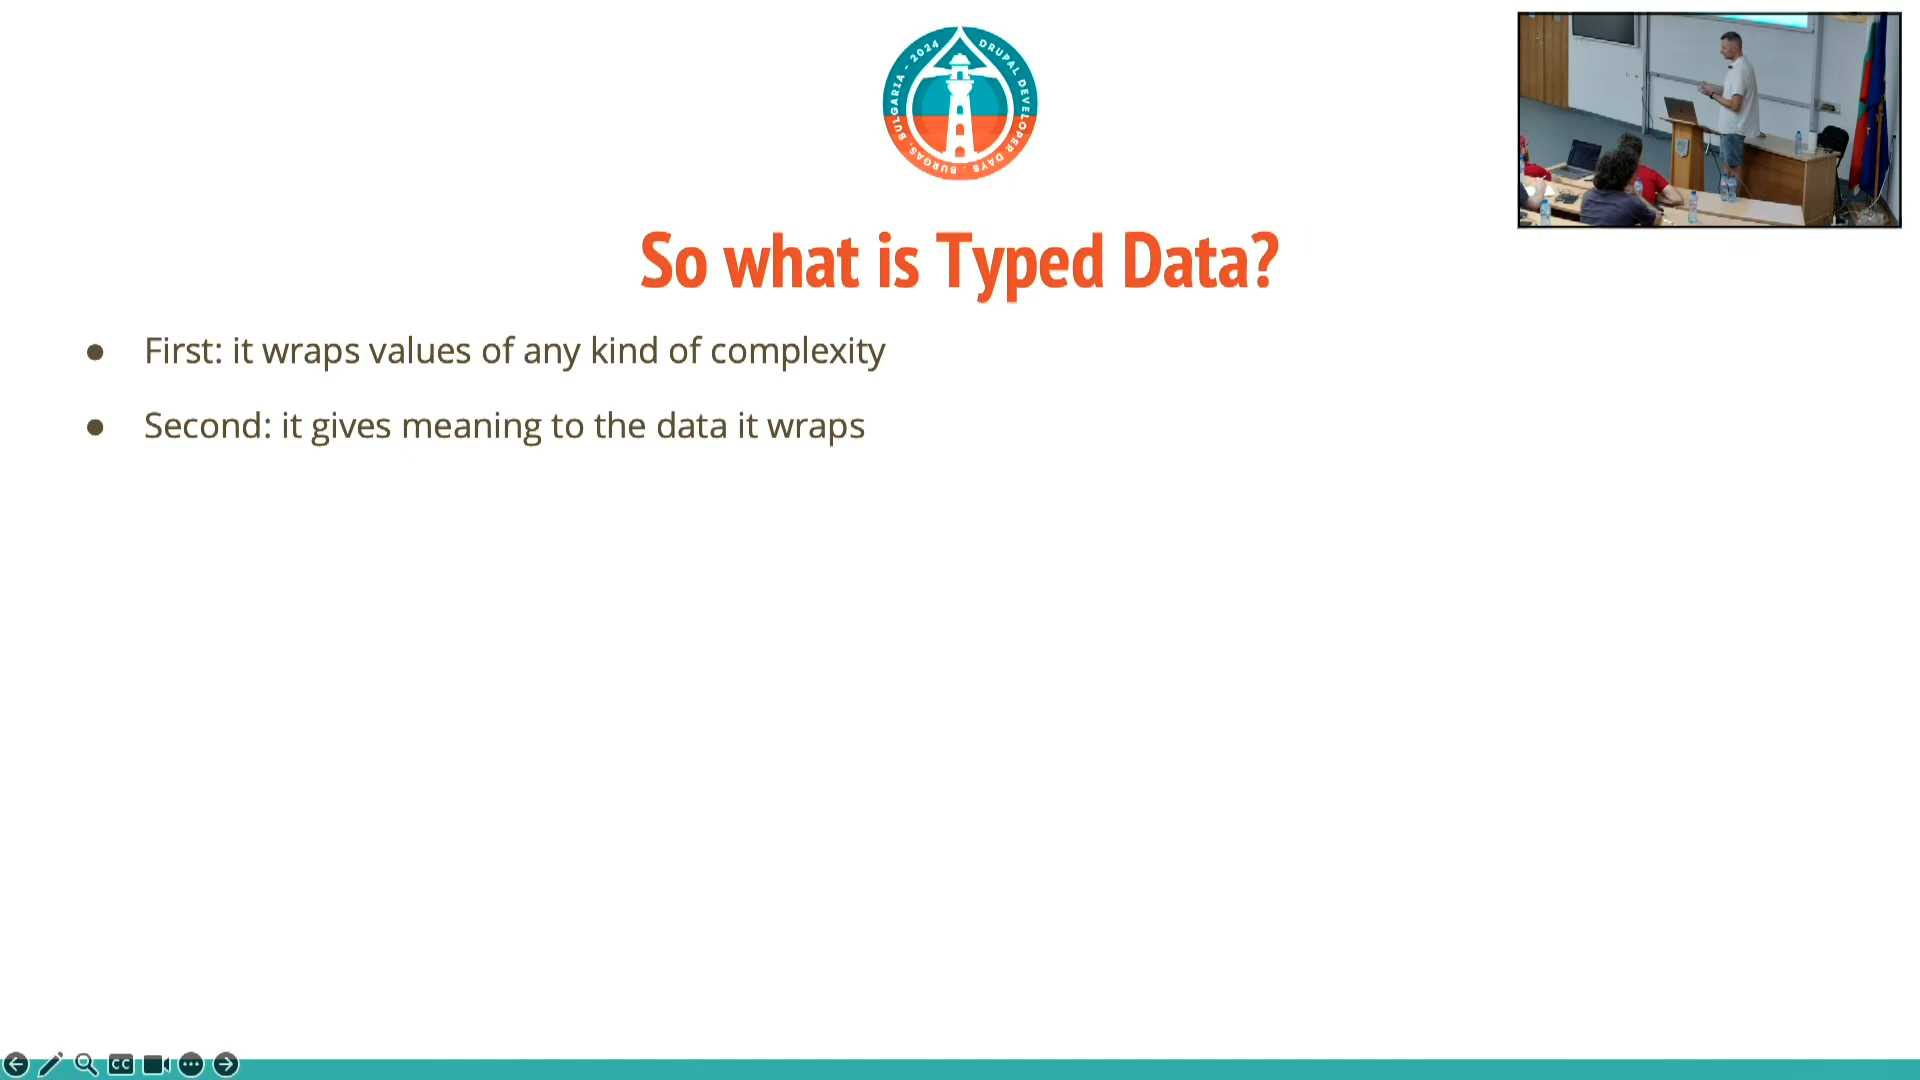 BURGAS, BULGARIA - 2024 DRUPAL DEVELOPER DAYS .
So what is Typed Data?
● First: it wraps values of any kind of complexity
● Second: it gives meaning to the data it wraps
CC